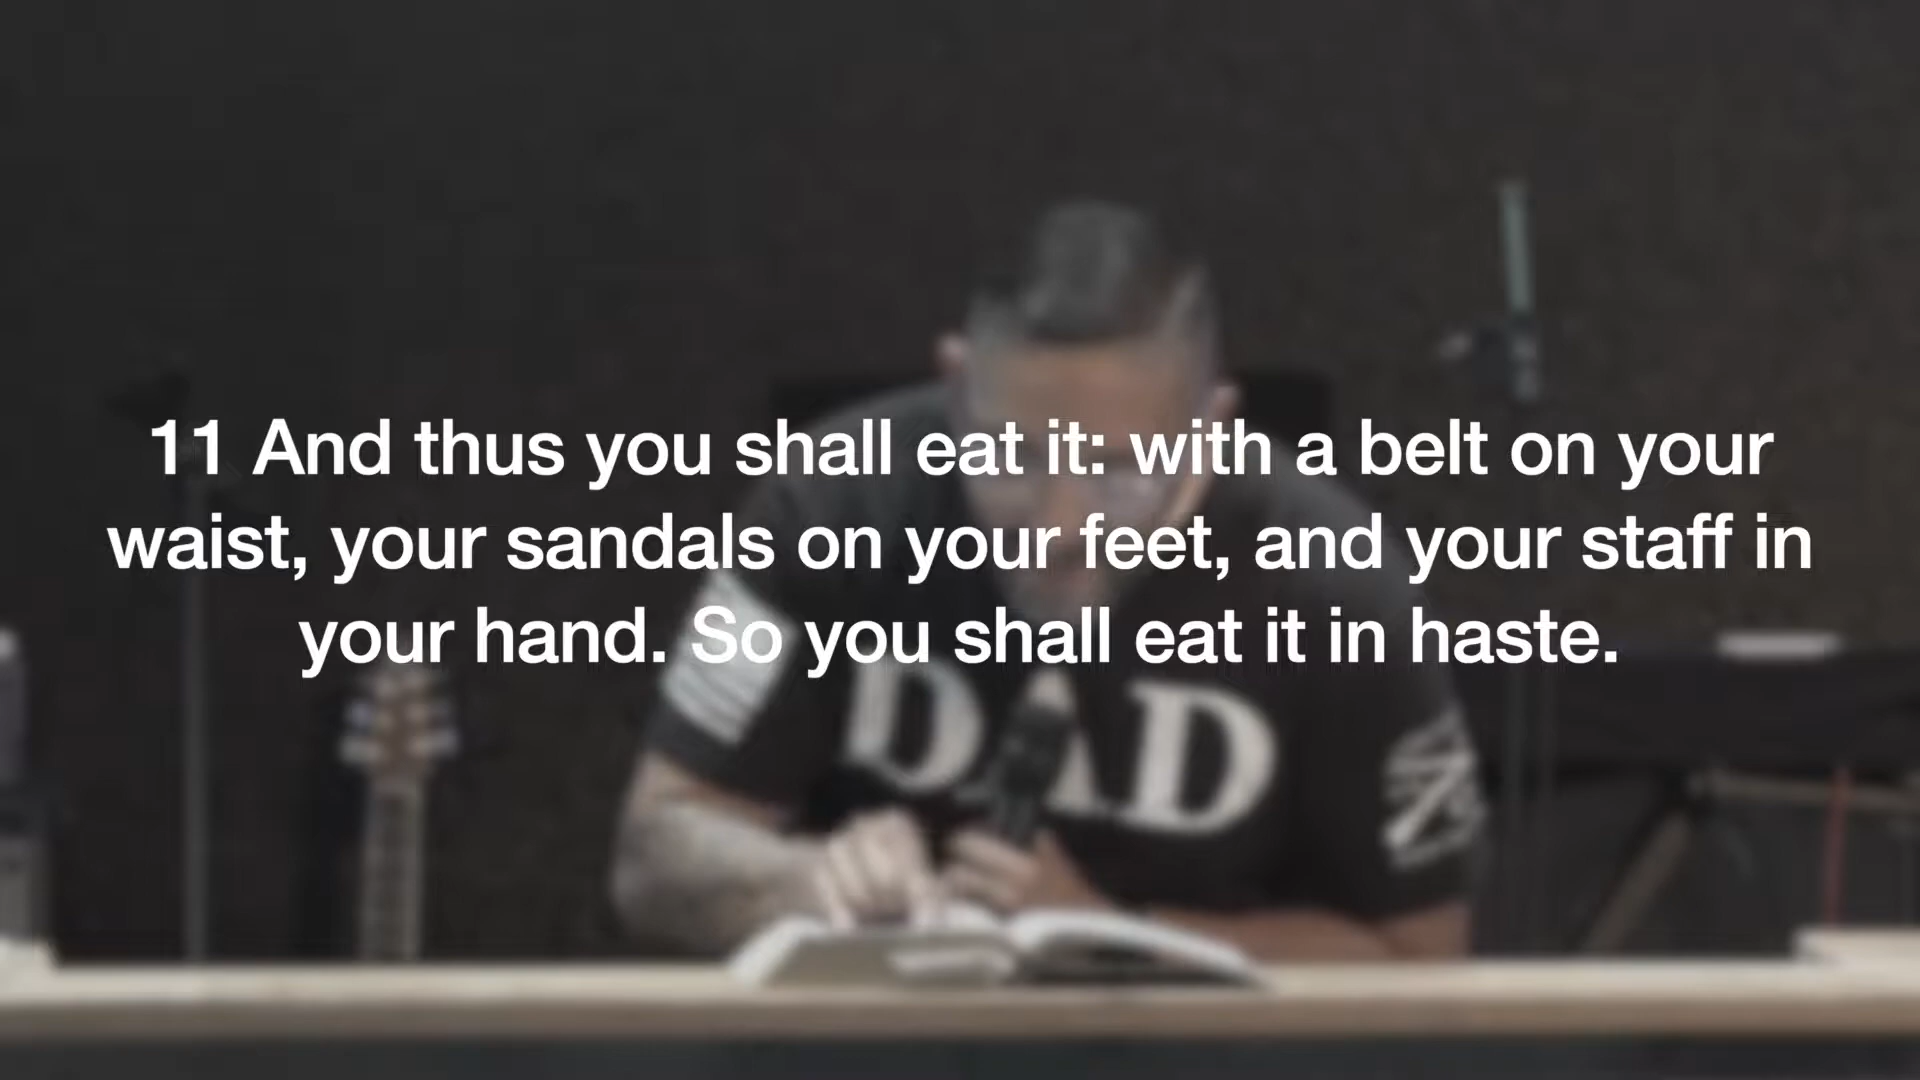 11 And thus you shall eat it: with a belt on your
waist, your sandals on your feet, and your staff in
your hand. So you shall eat it in haste.
DAD